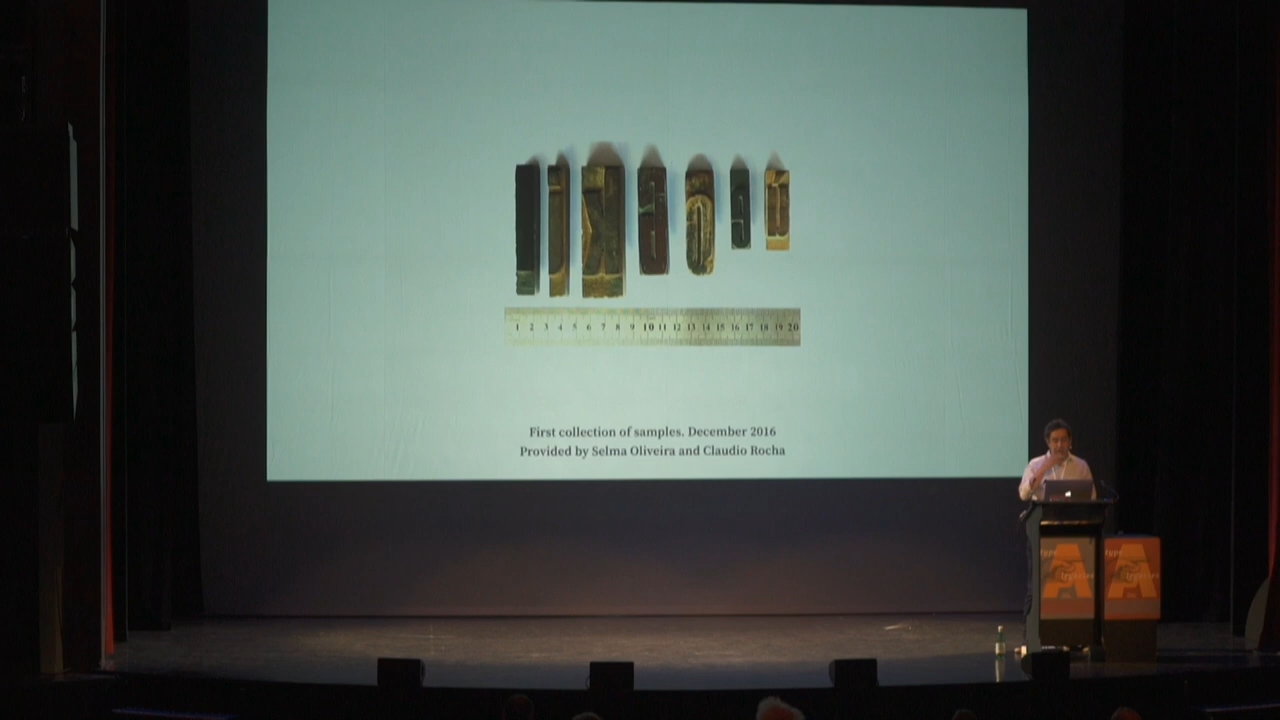 1 2 3 4 5 6 7 8 9 10 11 12 13 14 15 16 17 18 19 20
First collection of samples. December 2016
Provided by Selma Oliveira and Claudio Rocha